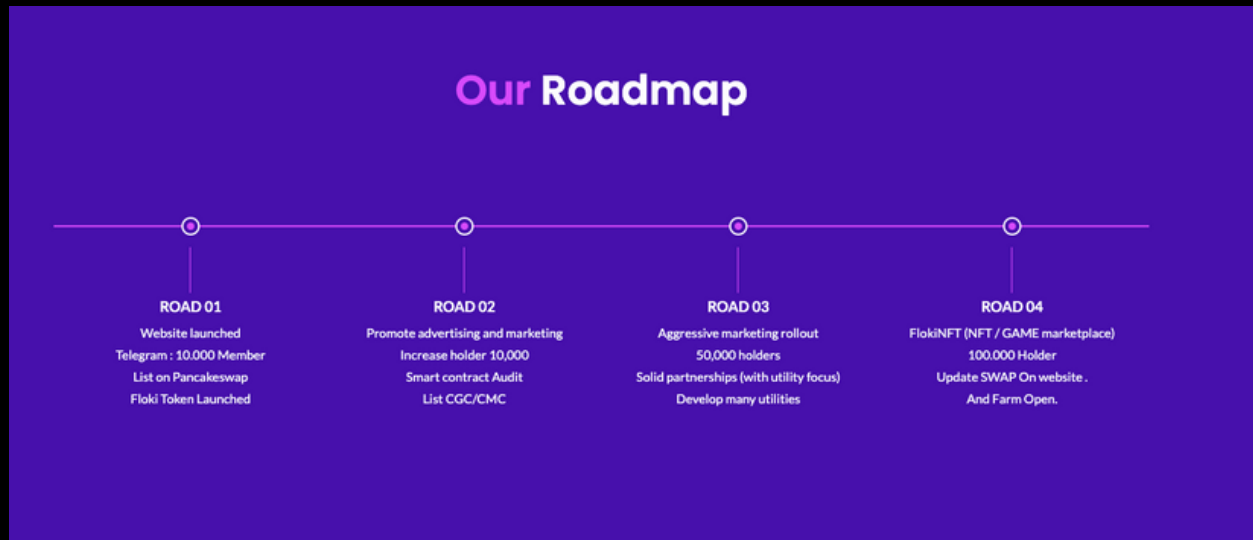 Our Roadmap
ROAD 01
Website launched
Telegram : 10.000 Member
List on Pancakeswap
Floki Token Launched
ROAD 02
Promote advertising and marketing
Increase holder 10,000
Smart contract Audit
List CGC/CMC
ROAD 03
Aggressive marketing rollout
50,000 holders
Solid partnerships (with utility focus)
Develop many utilities
ROAD 04
FlokiNFT (NFT / GAME marketplace)
100.000 Holder
Update SWAP On website .
And Farm Open.